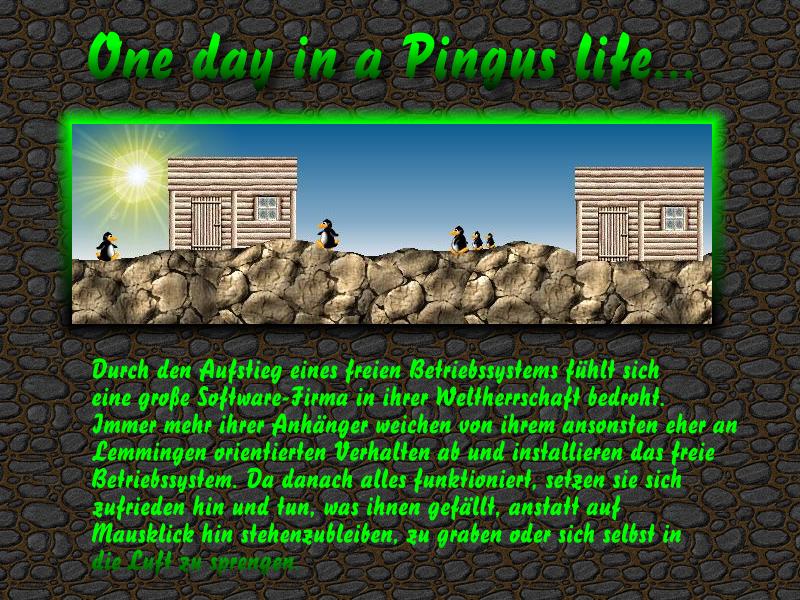 One day in a Pingus life...
Durch den Aufstieg eines freien Betriebssystems fühlt sich
eine große Software-Firma in ihrer Weltherrschaft bedroht.
Immer mehr ihrer Anhänger weichen von ihrem ansonsten eher an
Lemmingen orientierten Verhalten ab und installieren das freie
Betriebssystem. Da danach alles funktioniert, setzen sie sich
zufrieden hin und tun, was ihnen gefällt, anstatt auf
Mausklick hin stehenzubleiben, zu graben oder sich selbst in
die Luft zu sprengen.